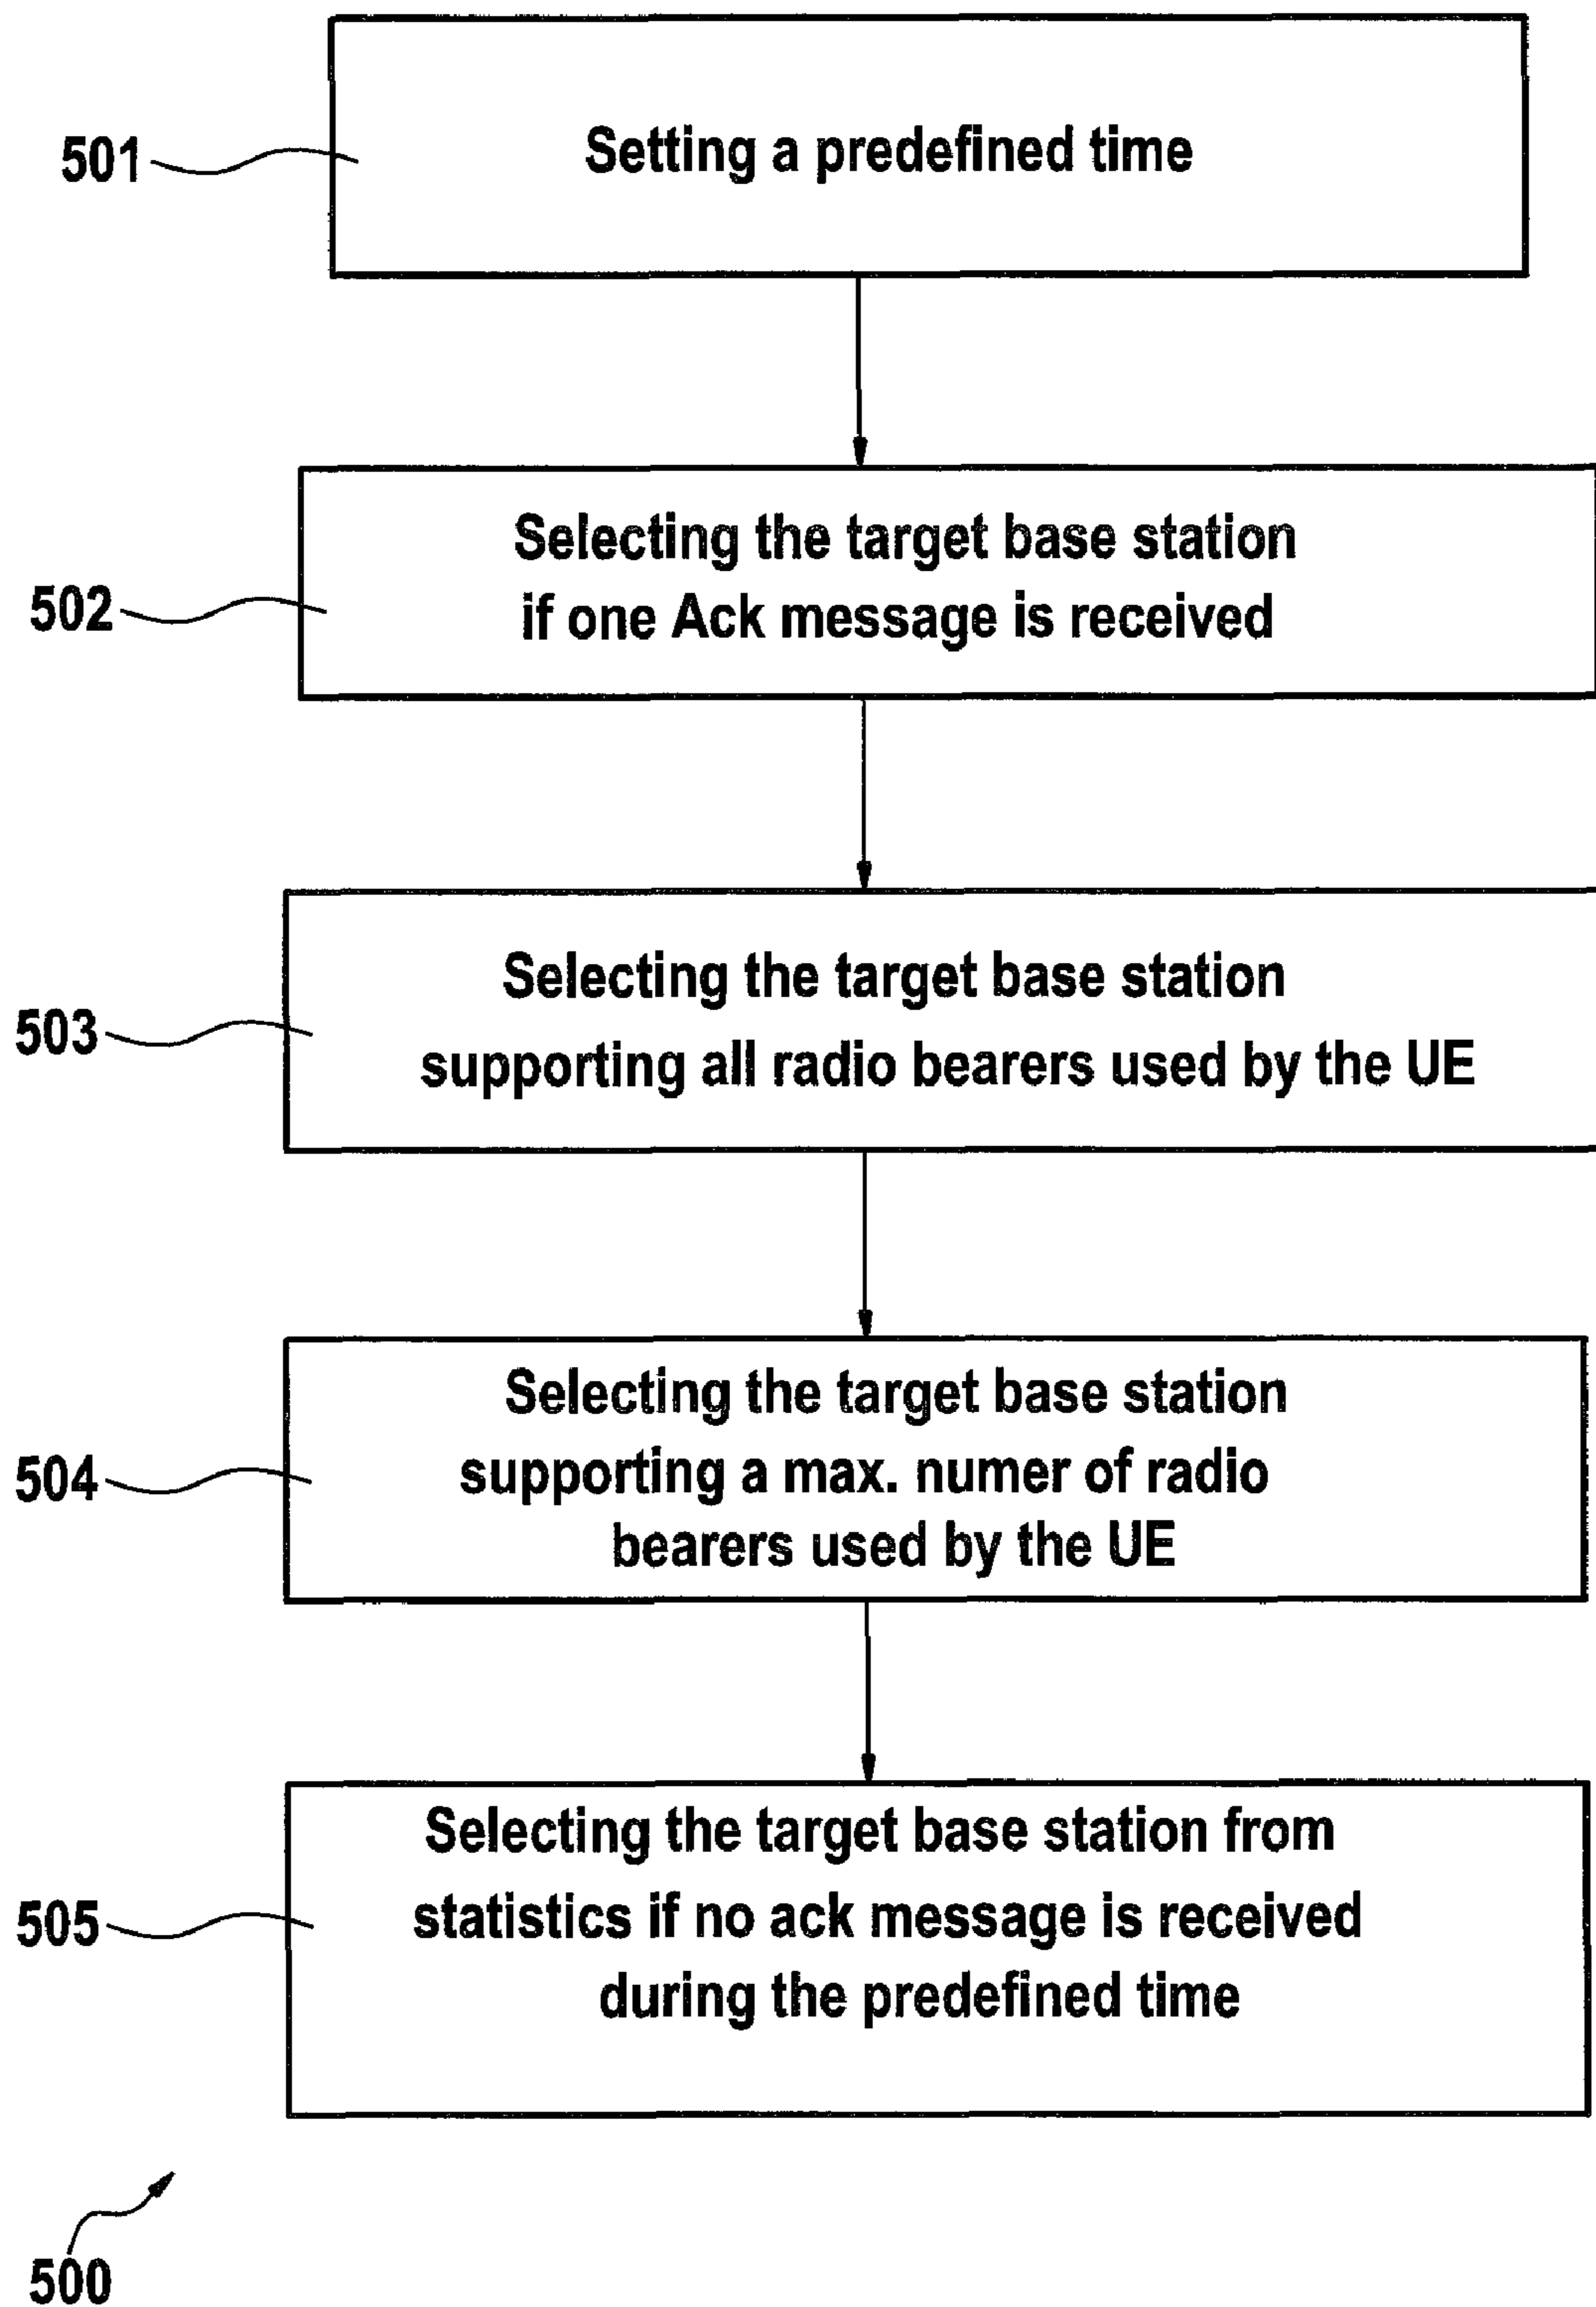 501
Setting a predefined time
502
Selecting the target base station
if one Ack message is received
503
Selecting the target base station
supporting all radio bearers used by the UE
504
Selecting the target base station
supporting a max. numer of radio
bearers used by the UE
505
Selecting the target base station from
statistics if no ack message is received
during the predefined time
500